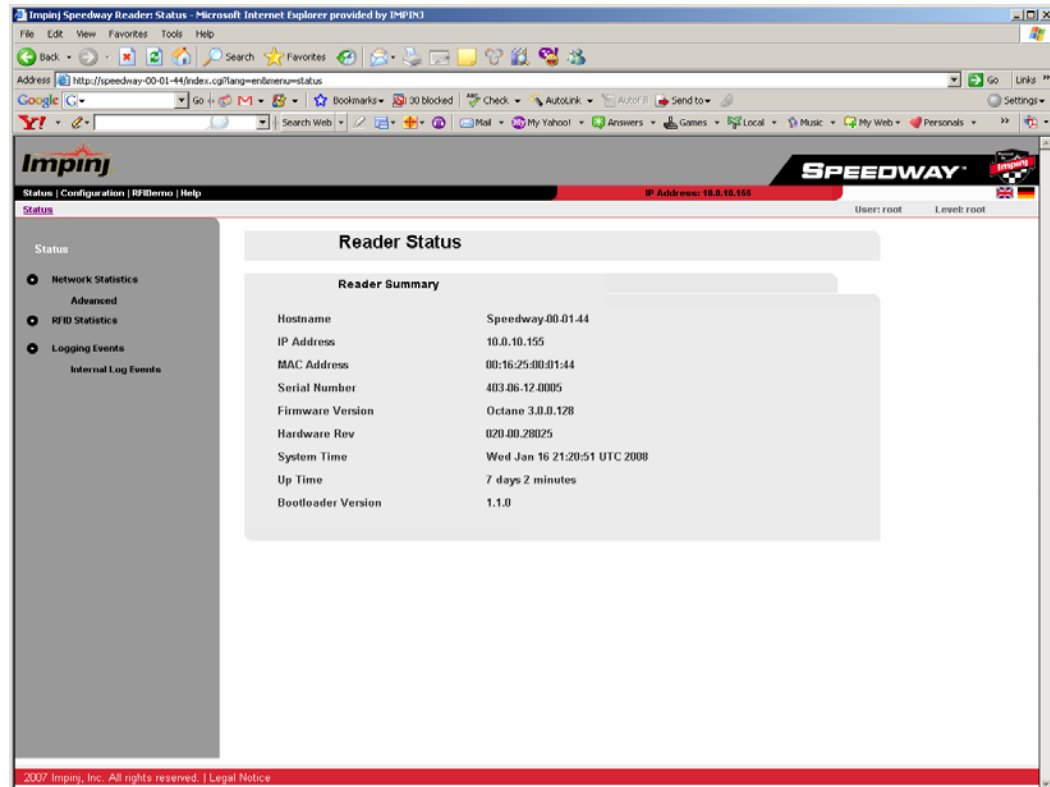 Impinj Speedway Reader: Status - Microsoft Internet Explorer provided by IMPINJ
File Edit View Favorites Tools Help
Back Search Favorites
Address http://speedway-00-01-44/index.cgi?lang=en&menu=status Go Links »
Google G Go Bookmarks 30 blocked Check AutoLink AutoFill Send to Settings
Y! Search Web Mail My Yahoo! Answers Games Local Music My Web Personals »
Impinj SPEEDWAY Impinj
Status | Configuration | RFIDemo | Help IP Address: 10.0.10.155
Status User: root Level: root
Status
Reader Status
Network Statistics
Advanced
RFID Statistics
Logging Events
Internal Log Events
Reader Summary
Hostname Speedway-00-01-44
IP Address 10.0.10.155
MAC Address 00:16:25:00:01:44
Serial Number 403-06-12-0005
Firmware Version Octane 3.0.0.128
Hardware Rev 020-00.28025
System Time Wed Jan 16 21:20:51 UTC 2008
Up Time 7 days 2 minutes
Bootloader Version 1.1.0
2007 Impinj, Inc. All rights reserved. | Legal Notice